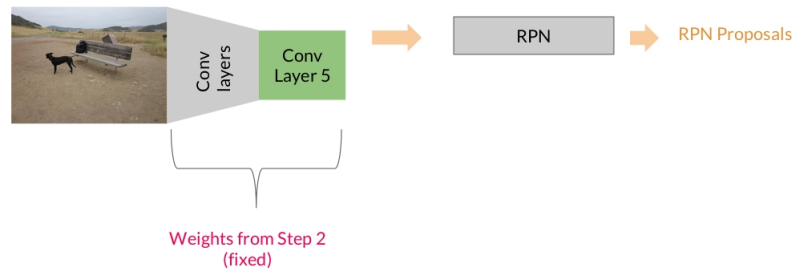 Conv
layers
Conv
Layer 5
RPN
RPN Proposals
Weights from Step 2
(fixed)